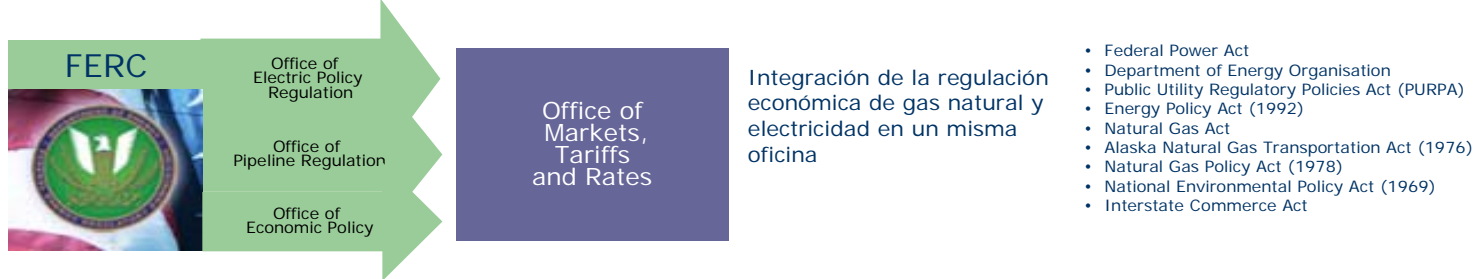 FERC
Office of
Electric Policy
Regulation
Office of
Pipeline Regulation
Office of
Economic Policy
Office of
Markets,
Tariffs
and Rates
Integración de la regulación
económica de gas natural y
electricidad en un misma
oficina
• Federal Power Act
• Department of Energy Organisation
• Public Utility Regulatory Policies Act (PURPA)
• Energy Policy Act (1992)
• Natural Gas Act
• Alaska Natural Gas Transportation Act (1976)
• Natural Gas Policy Act (1978)
• National Environmental Policy Act (1969)
• Interstate Commerce Act